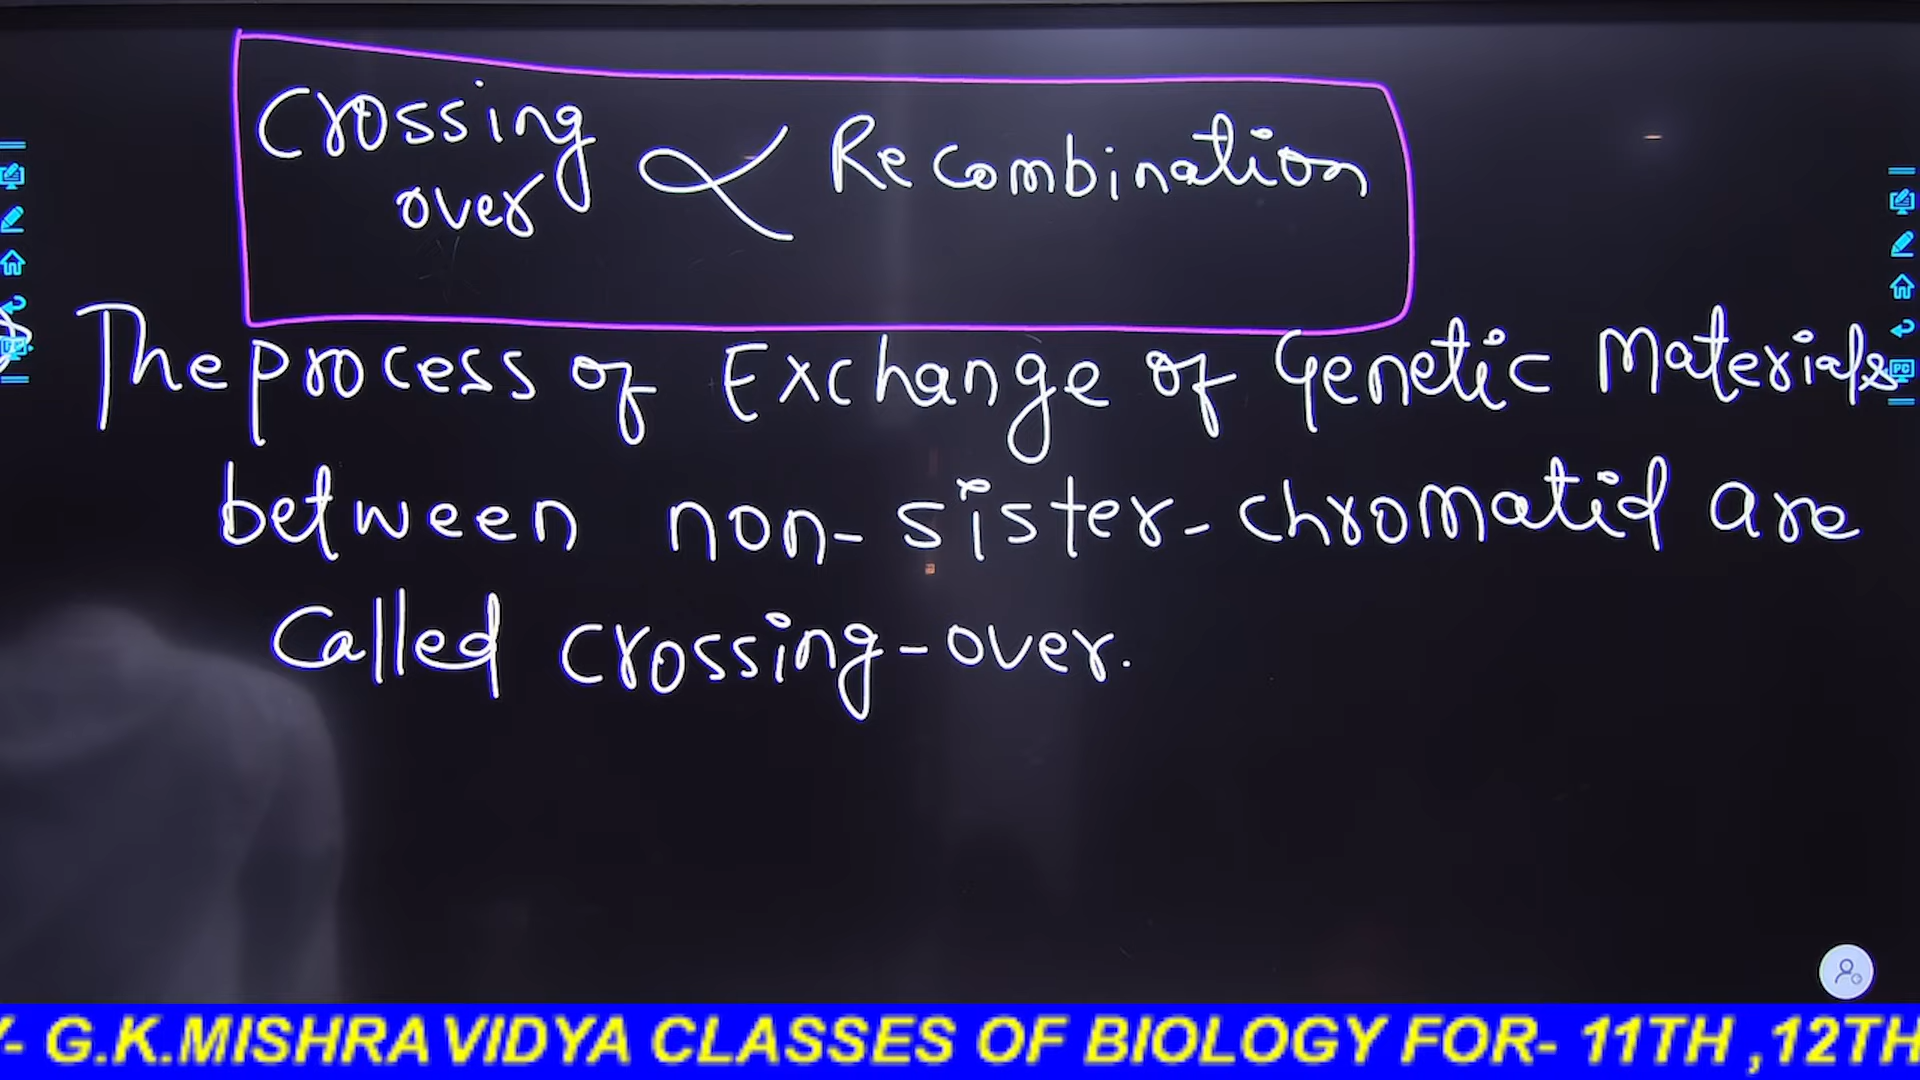 Crossing over ∝ Recombination
The process of Exchange of Genetic Materials
between non-sister-chromatid are
Called crossing-over.
- G.K.MISHRA VIDYA CLASSES OF BIOLOGY FOR- 11TH ,12TH